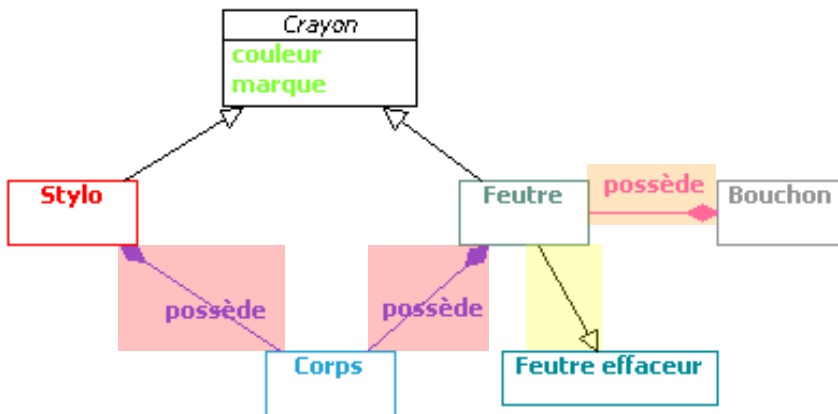 Crayon
couleur
marque
Stylo
Feutre
possède
Bouchon
possède
possède
Corps
Feutre effaceur